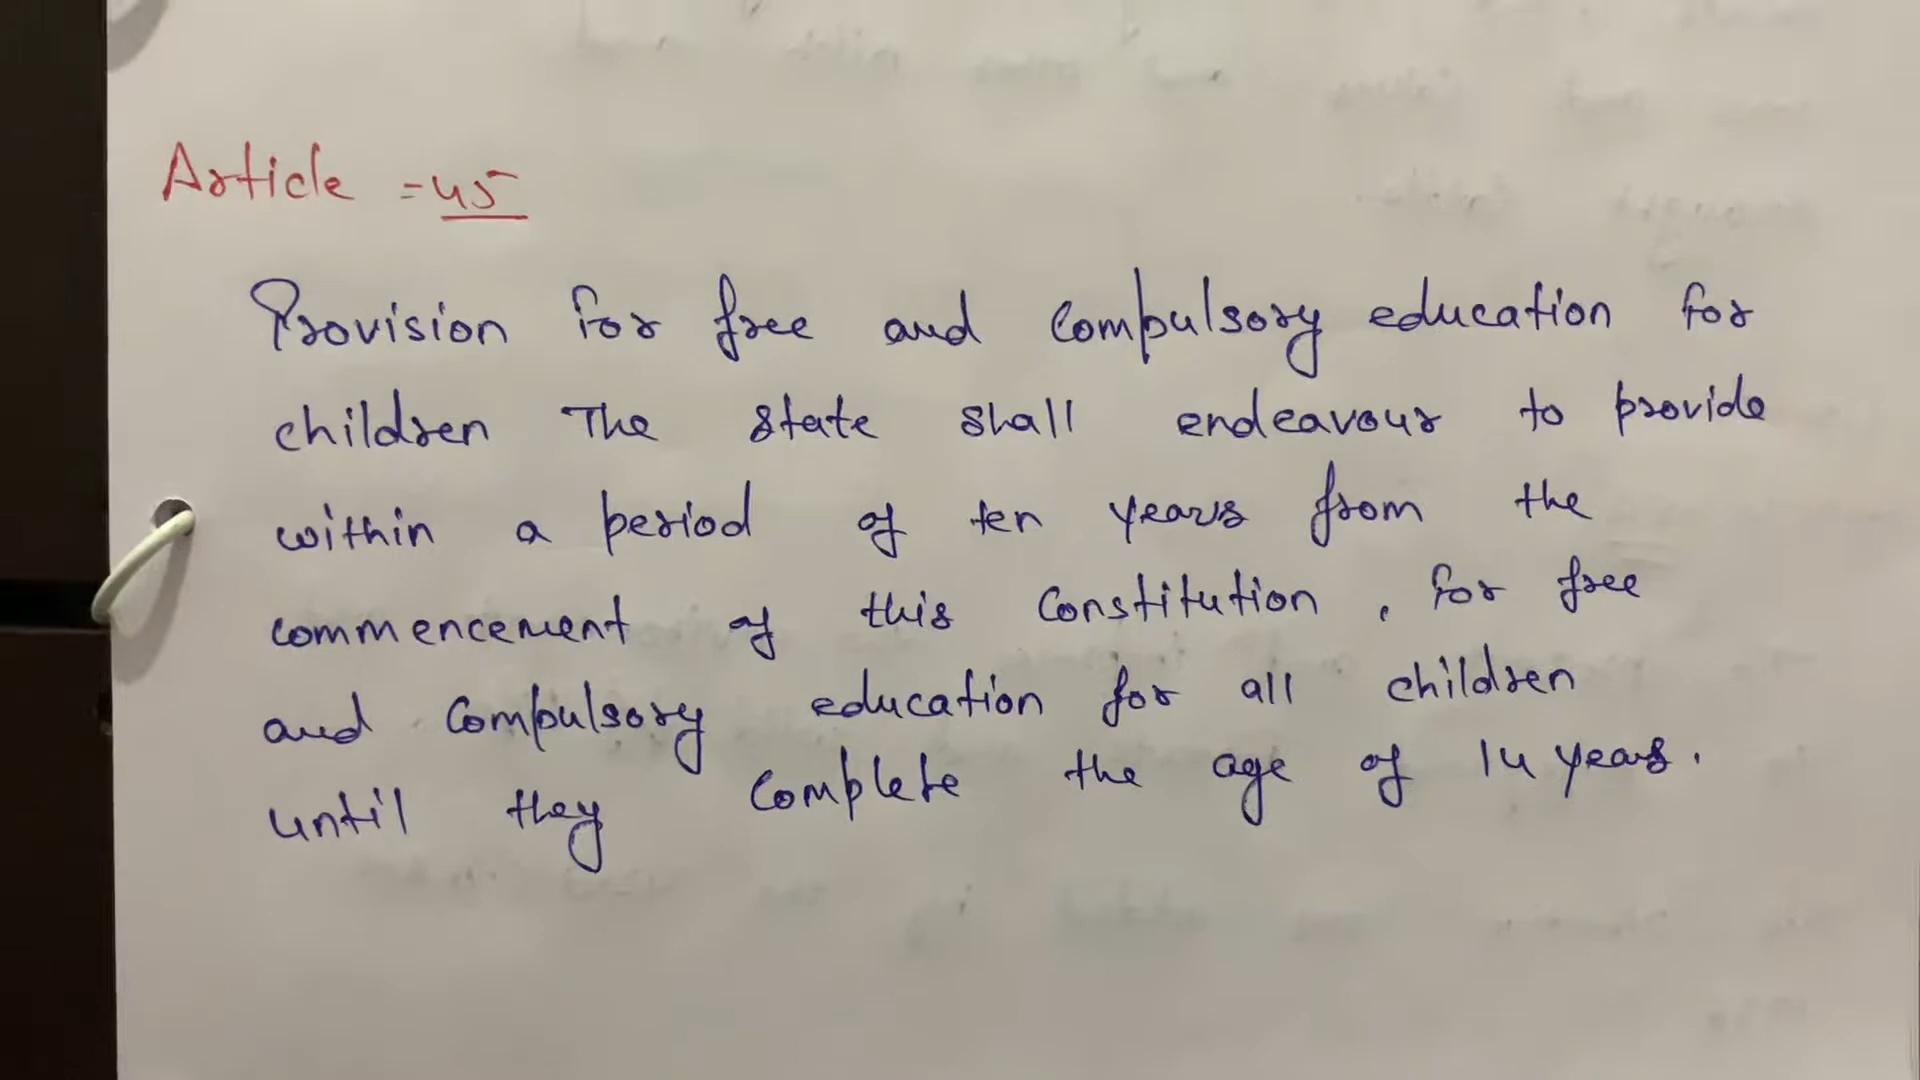 Article = 45
Provision for free and compulsory education for
children The state shall endeavour to provide
within a period of ten years from the
commencement of this Constitution, for free
and compulsory education for all children
until they complete the age of 14 years.